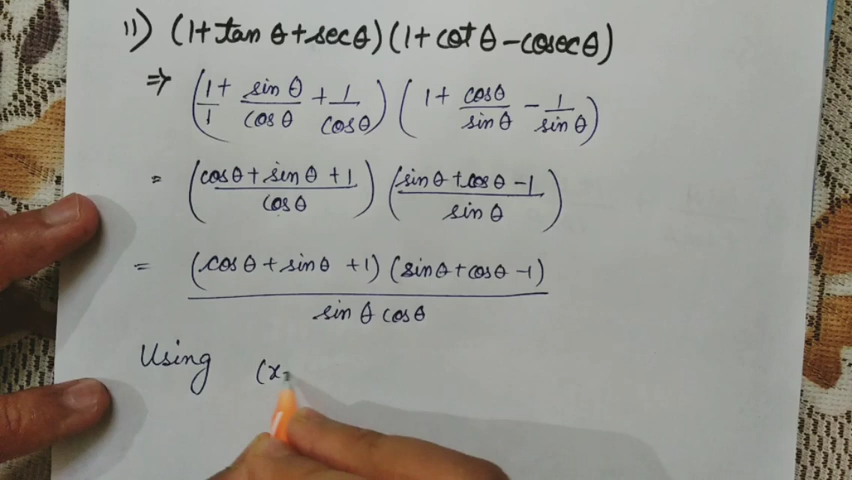 11) (1+tan θ+secθ)(1+cot θ-cosecθ)
⇒ (1/1 + sin θ/cos θ + 1/cos θ) (1 + cosθ/sin θ - 1/sin θ)
= (cos θ + sin θ + 1/cos θ) (sin θ + cos θ - 1/sin θ)
= (cos θ + sin θ + 1) (sin θ + cos θ - 1)/sin θ cos θ
Using (x